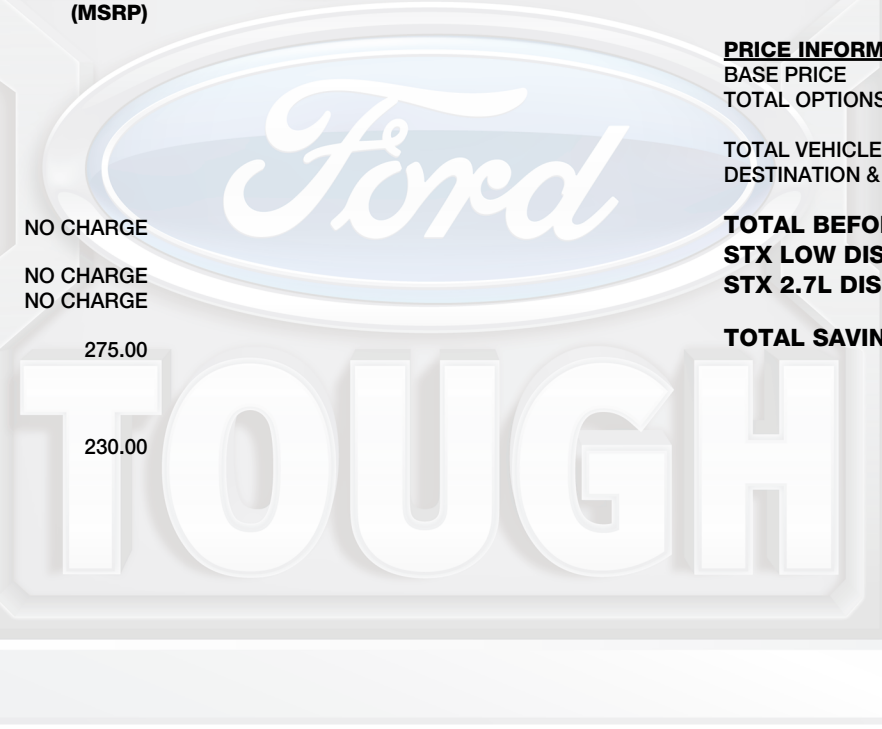 (MSRP)
NO CHARGE
NO CHARGE
NO CHARGE
275.00
230.00
PRICE INFORM
BASE PRICE
TOTAL OPTIONS
TOTAL VEHICLE
DESTINATION &
TOTAL BEFO
STX LOW DIS
STX 2.7L DIS
TOTAL SAVIN
Ford
TOUGH